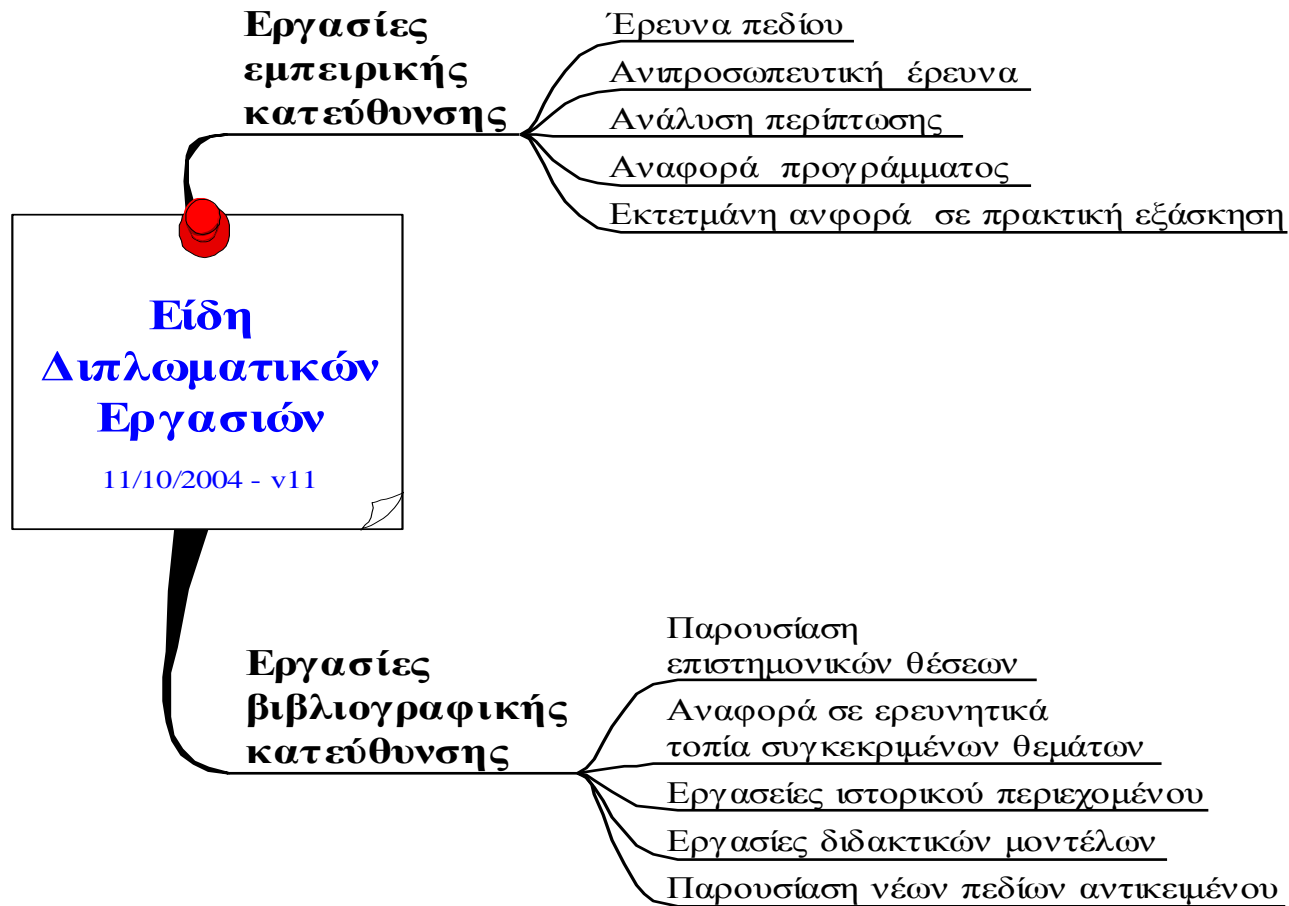 Εργασίες
εμπειρικής
κατεύθυνσης
Έρευνα πεδίου
Ανιπροσωπευτική έρευνα
Ανάλυση περίπτωσης
Αναφορά προγράμματος
Εκτετμάνη ανφορά σε πρακτική εξάσκηση
Είδη
Διπλωματικών
Εργασιών
11/10/2004 - v11
Εργασίες
βιβλιογραφικής
κατεύθυνσης
Παρουσίαση
επιστημονικών θέσεων
Αναφορά σε ερευνητικά
τοπία συγκεκριμένων θεμάτων
Εργασείες ιστορικού περιεχομένου
Εργασίες διδακτικών μοντέλων
Παρουσίαση νέων πεδίων αντικειμένου